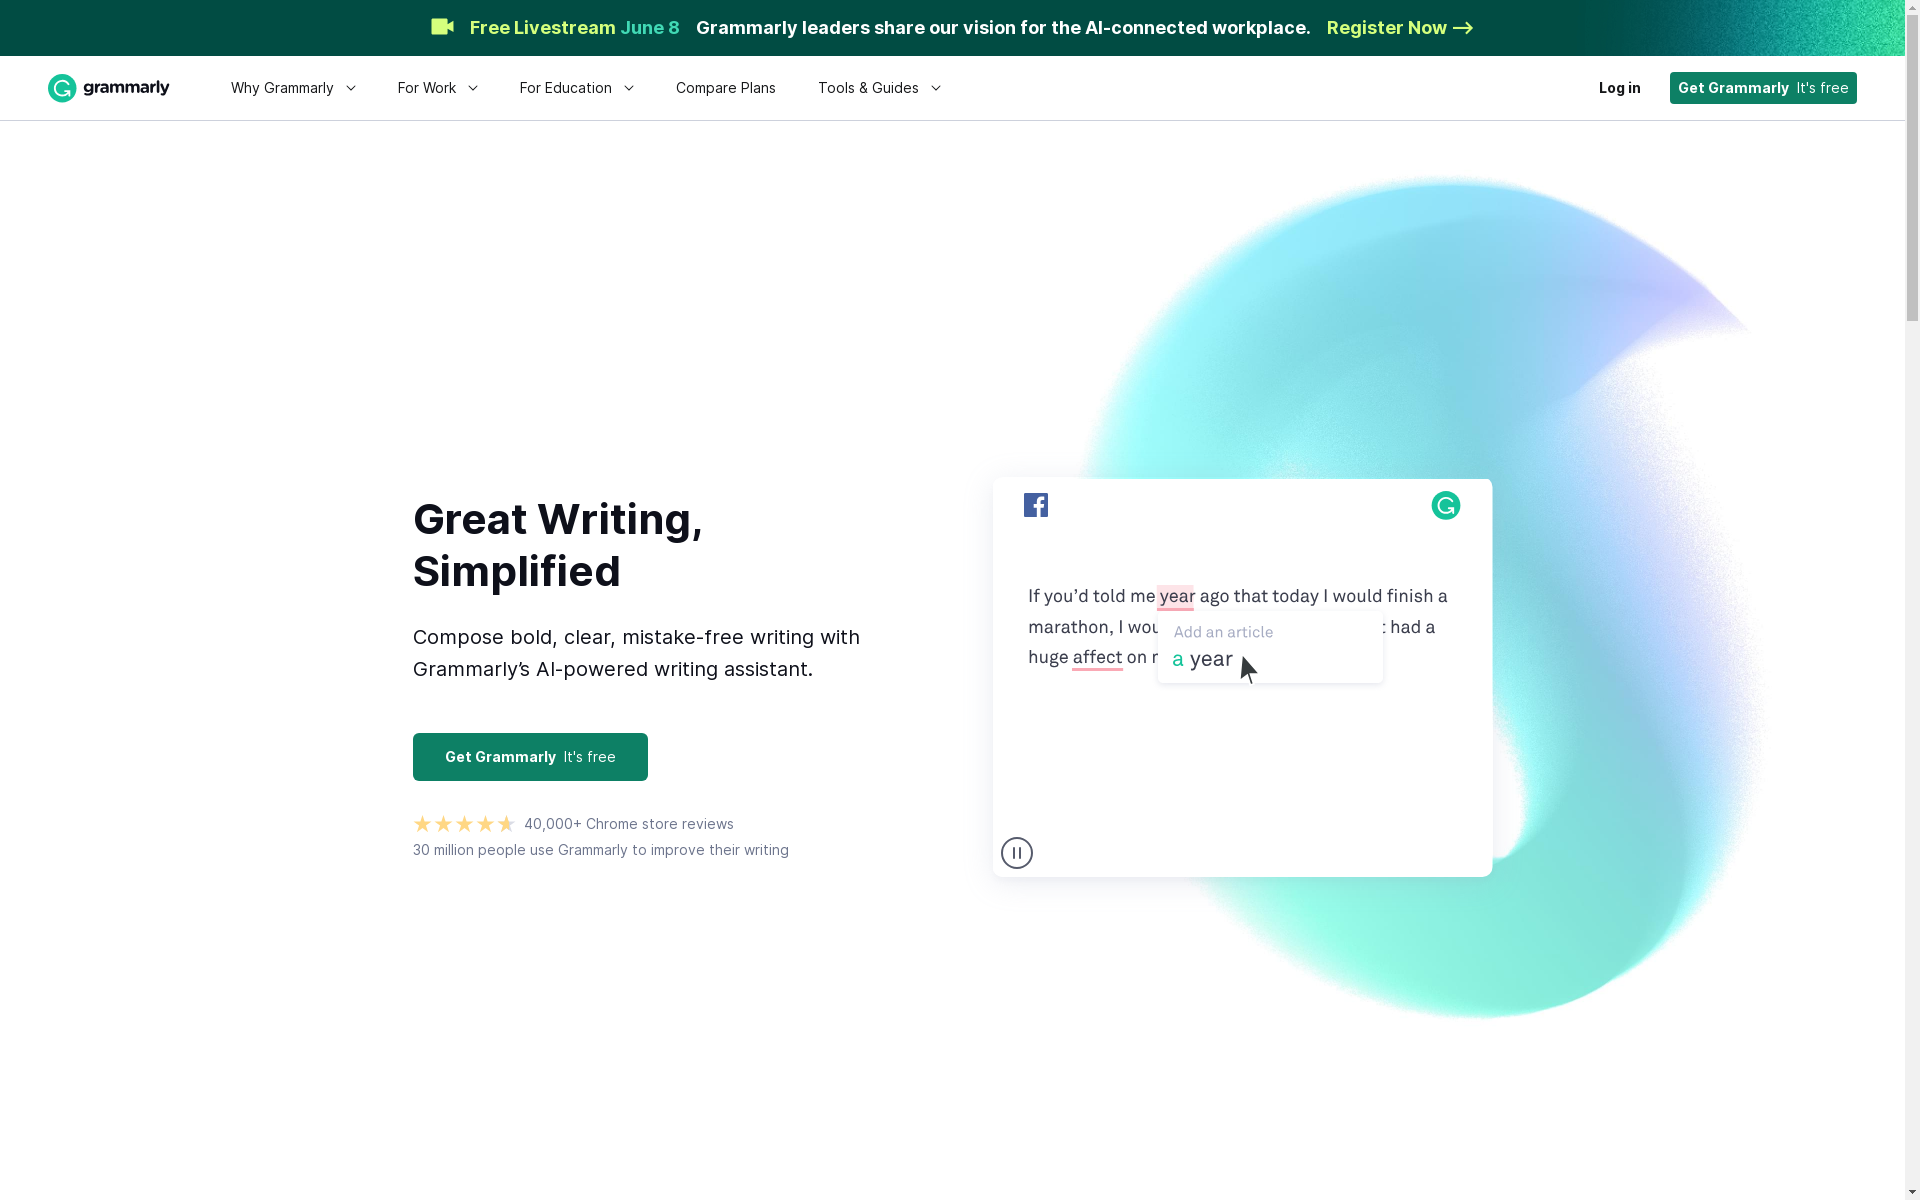 Free Livestream June 8 Grammarly leaders share our vision for the AI-connected workplace. Register Now →
grammarly Why Grammarly For Work For Education Compare Plans Tools & Guides Log in Get Grammarly It's free
Great Writing,
Simplified
Compose bold, clear, mistake-free writing with
Grammarly’s AI-powered writing assistant.
Get Grammarly It's free
40,000+ Chrome store reviews
30 million people use Grammarly to improve their writing
If you’d told me year ago that today I would finish a
marathon, I wou had a
huge affect on
Add an article
a year